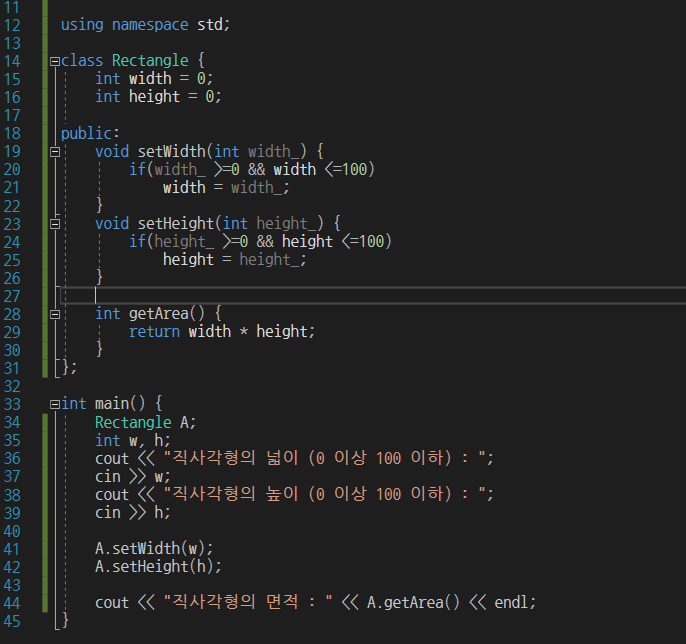 11
12 using namespace std;
13
14 class Rectangle {
15 int width = 0;
16 int height = 0;
17
18 public:
19 void setWidth(int width_) {
20 if(width_ >=0 && width <=100)
21 width = width_;
22 }
23 void setHeight(int height_) {
24 if(height_ >=0 && height <=100)
25 height = height_;
26 }
27
28 int getArea() {
29 return width * height;
30 }
31 };
32
33 int main() {
34 Rectangle A;
35 int w, h;
36 cout << "직사각형의 넓이 (0 이상 100 이하) : ";
37 cin >> w;
38 cout << "직사각형의 높이 (0 이상 100 이하) : ";
39 cin >> h;
40
41 A.setWidth(w);
42 A.setHeight(h);
43
44 cout << "직사각형의 면적 : " << A.getArea() << endl;
45 }